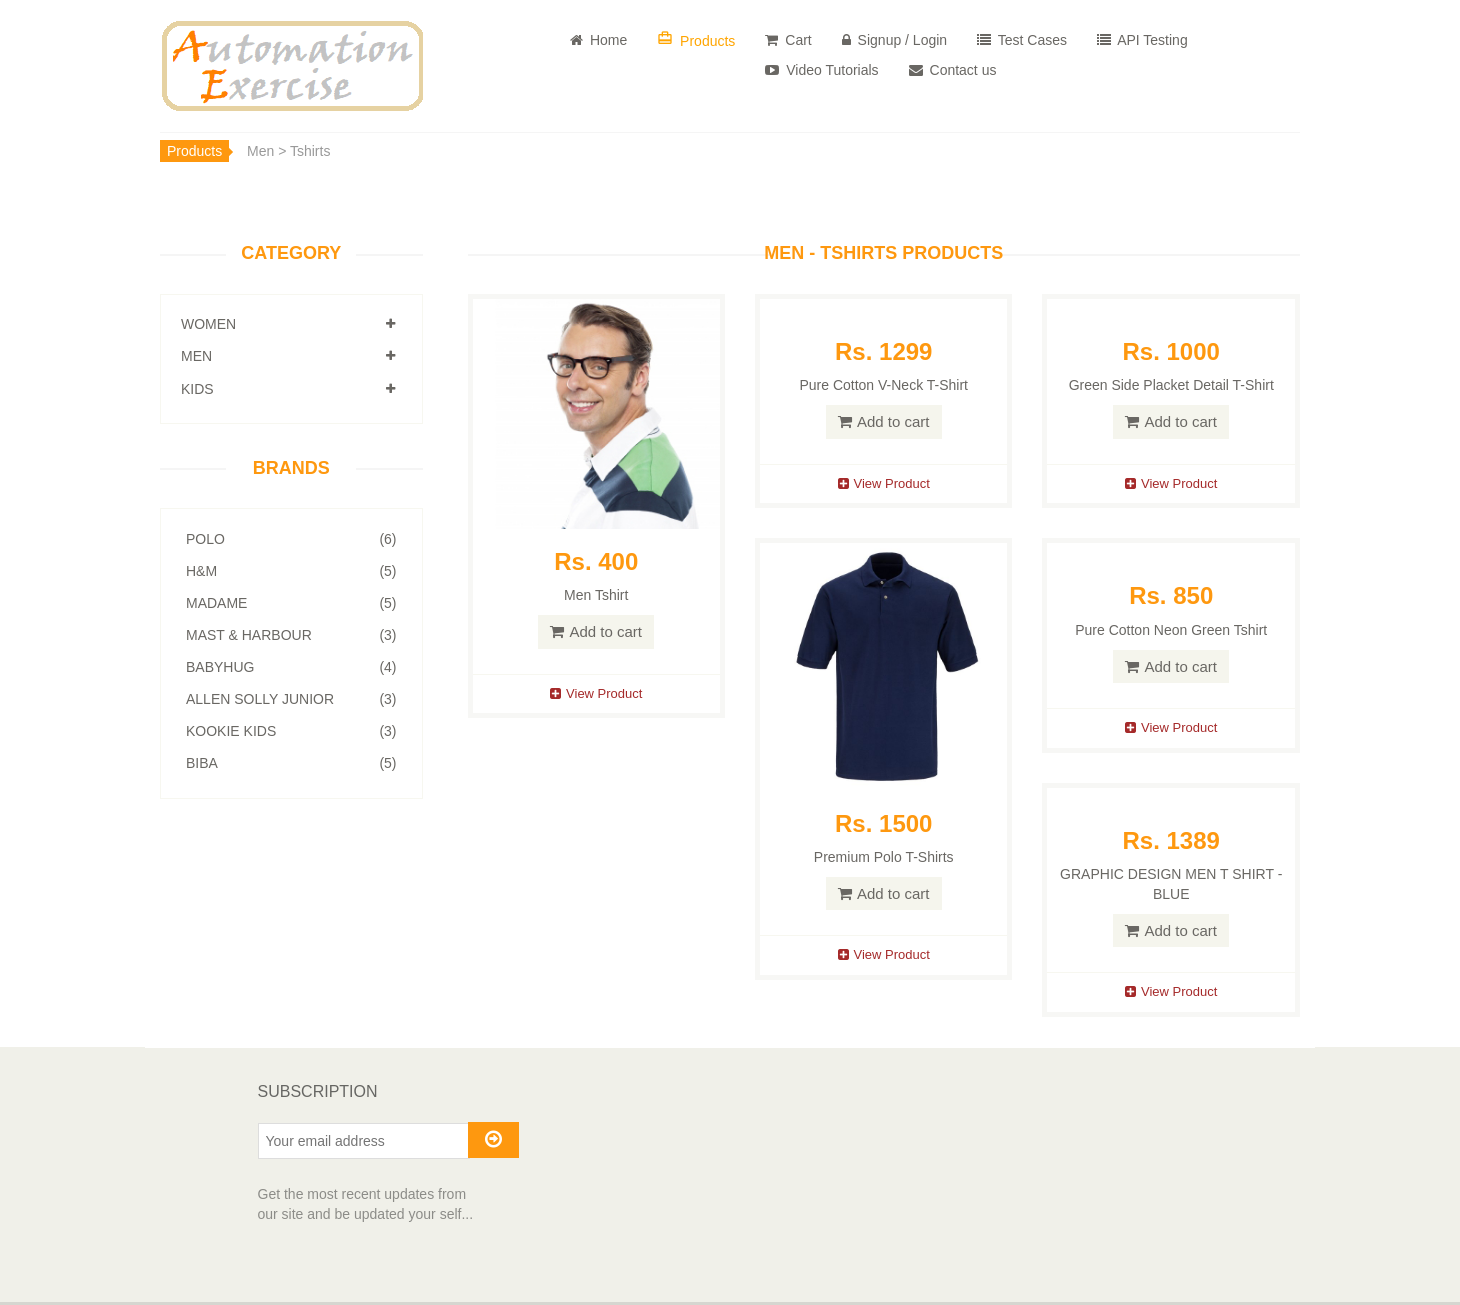 Automation
Exercise
Home
Products
Cart
Signup / Login
Test Cases
API Testing
Video Tutorials
Contact us
Products
Men > Tshirts
CATEGORY
WOMEN
MEN
KIDS
BRANDS
POLO (6)
H&M (5)
MADAME (5)
MAST & HARBOUR (3)
BABYHUG (4)
ALLEN SOLLY JUNIOR (3)
KOOKIE KIDS (3)
BIBA (5)
MEN - TSHIRTS PRODUCTS
Rs. 400
Men Tshirt
Add to cart
View Product
Rs. 1299
Pure Cotton V-Neck T-Shirt
Add to cart
View Product
Rs. 1000
Green Side Placket Detail T-Shirt
Add to cart
View Product
Rs. 1500
Premium Polo T-Shirts
Add to cart
View Product
Rs. 850
Pure Cotton Neon Green Tshirt
Add to cart
View Product
Rs. 1389
GRAPHIC DESIGN MEN T SHIRT -
BLUE
Add to cart
View Product
SUBSCRIPTION
Your email address
Get the most recent updates from
our site and be updated your self...